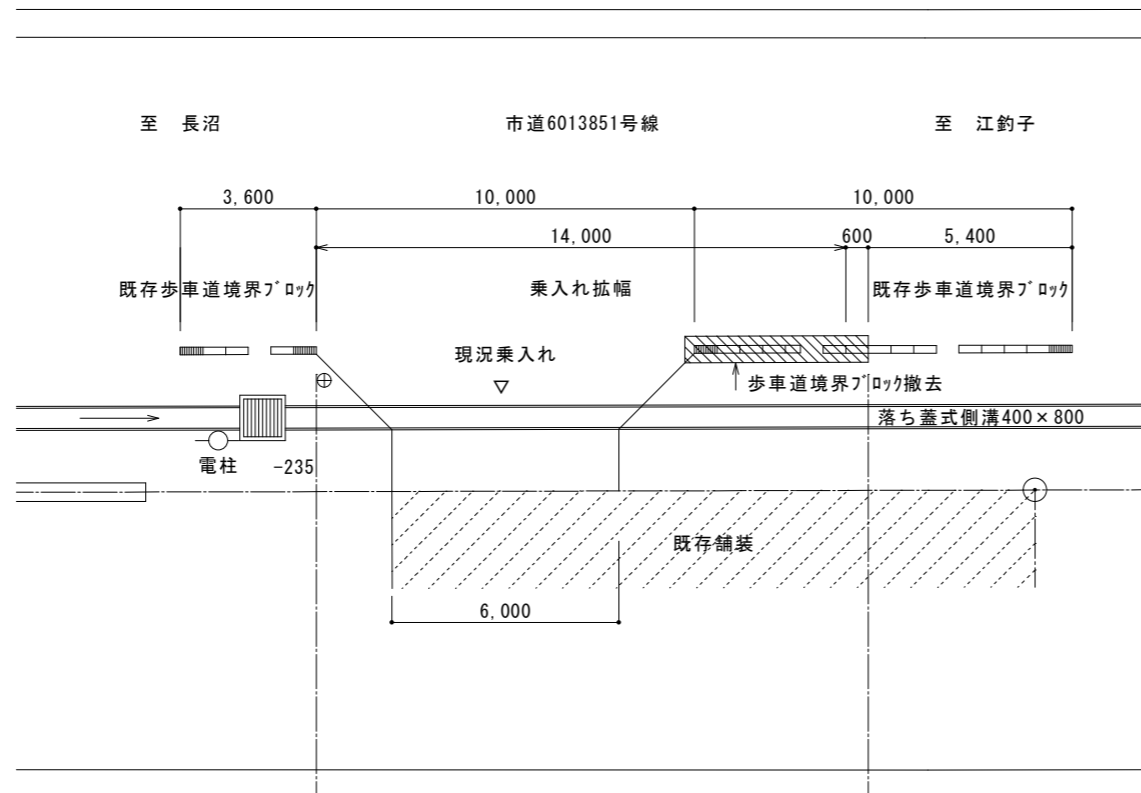 至　長沼
市道6013851号線
至　江釣子
3,600
10,000
10,000
14,000
600
5,400
既存歩車道境界ﾌﾞﾛｯｸ
乗入れ拡幅
既存歩車道境界ﾌﾞﾛｯｸ
現況乗入れ
歩車道境界ﾌﾞﾛｯｸ撤去
落ち蓋式側溝400×800
電柱
-235
既存舗装
6,000